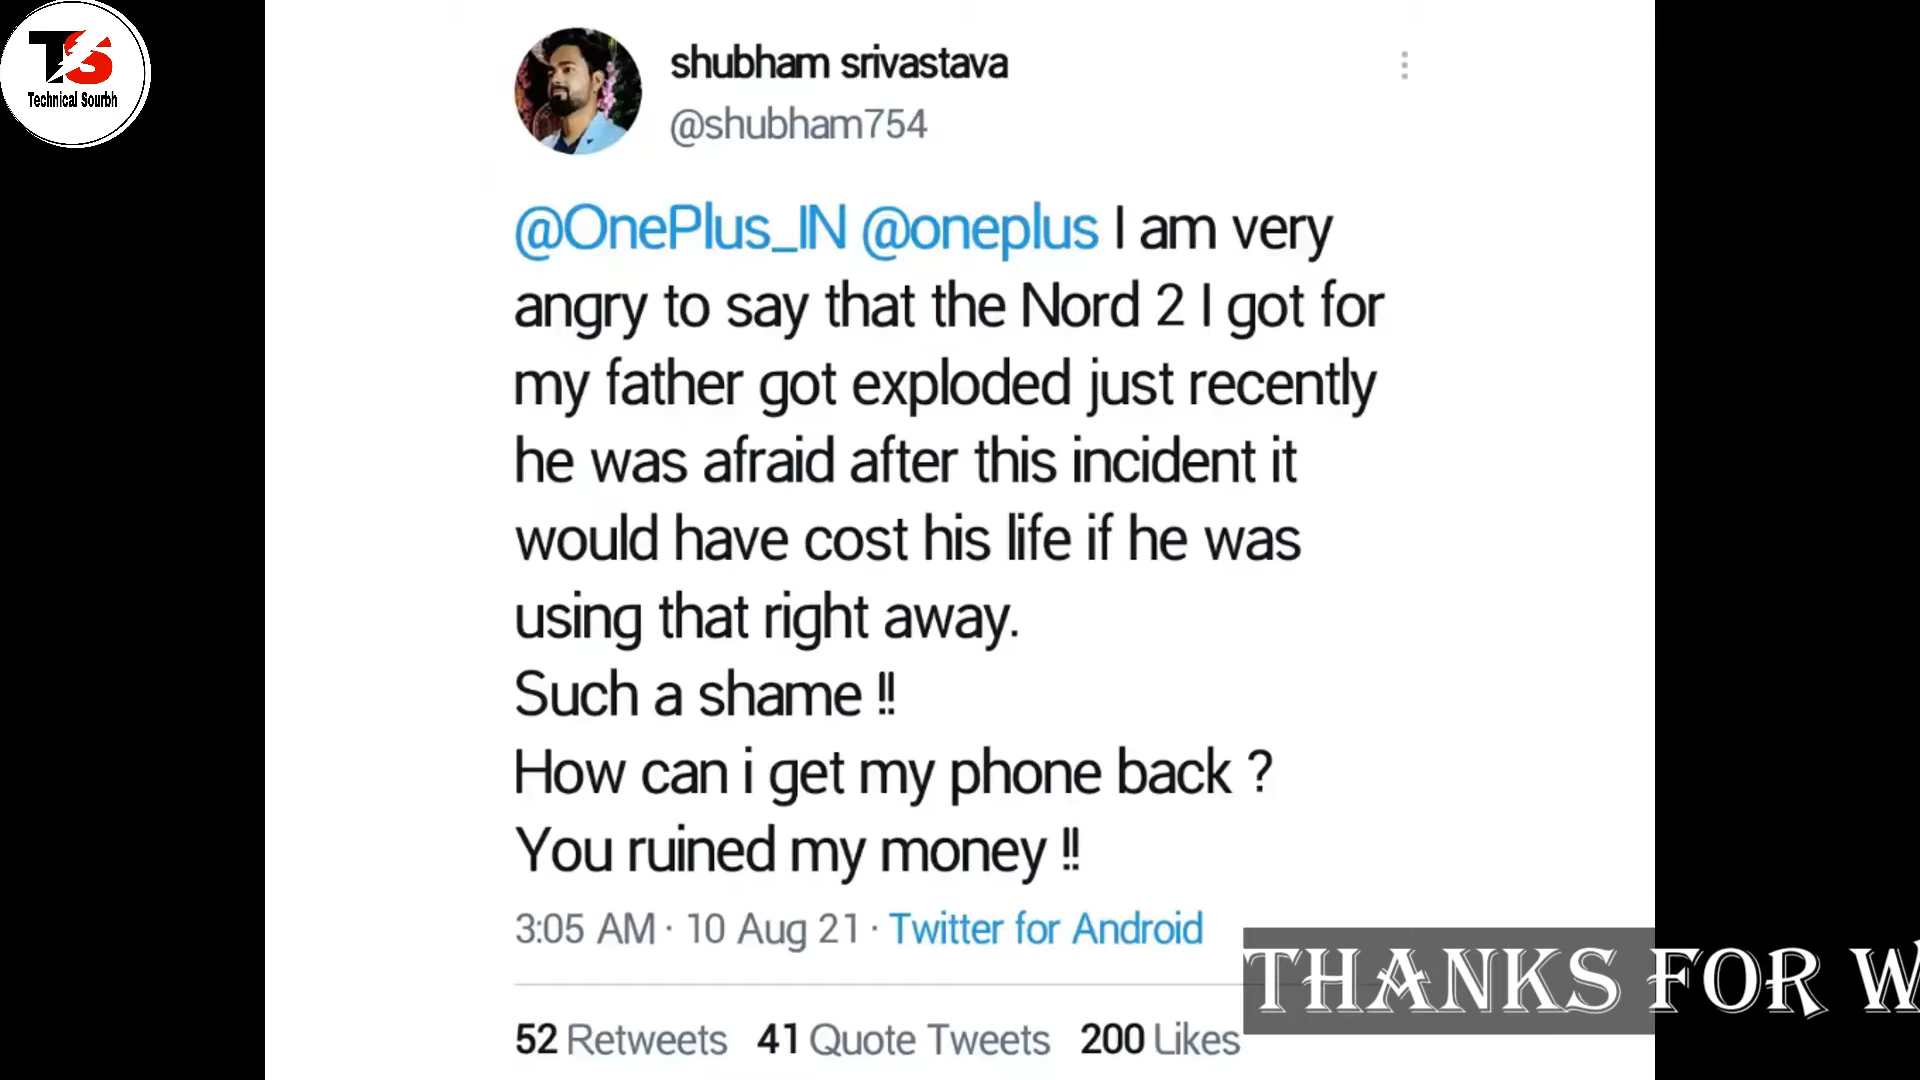 TS
Technical Sourbh
shubham srivastava
@shubham754
@OnePlus_IN @oneplus I am very
angry to say that the Nord 2 I got for
my father got exploded just recently
he was afraid after this incident it
would have cost his life if he was
using that right away.
Such a shame !!
How can i get my phone back ?
You ruined my money !!
3:05 AM · 10 Aug 21 · Twitter for Android
52 Retweets 41 Quote Tweets 200 Likes
THANKS FOR W